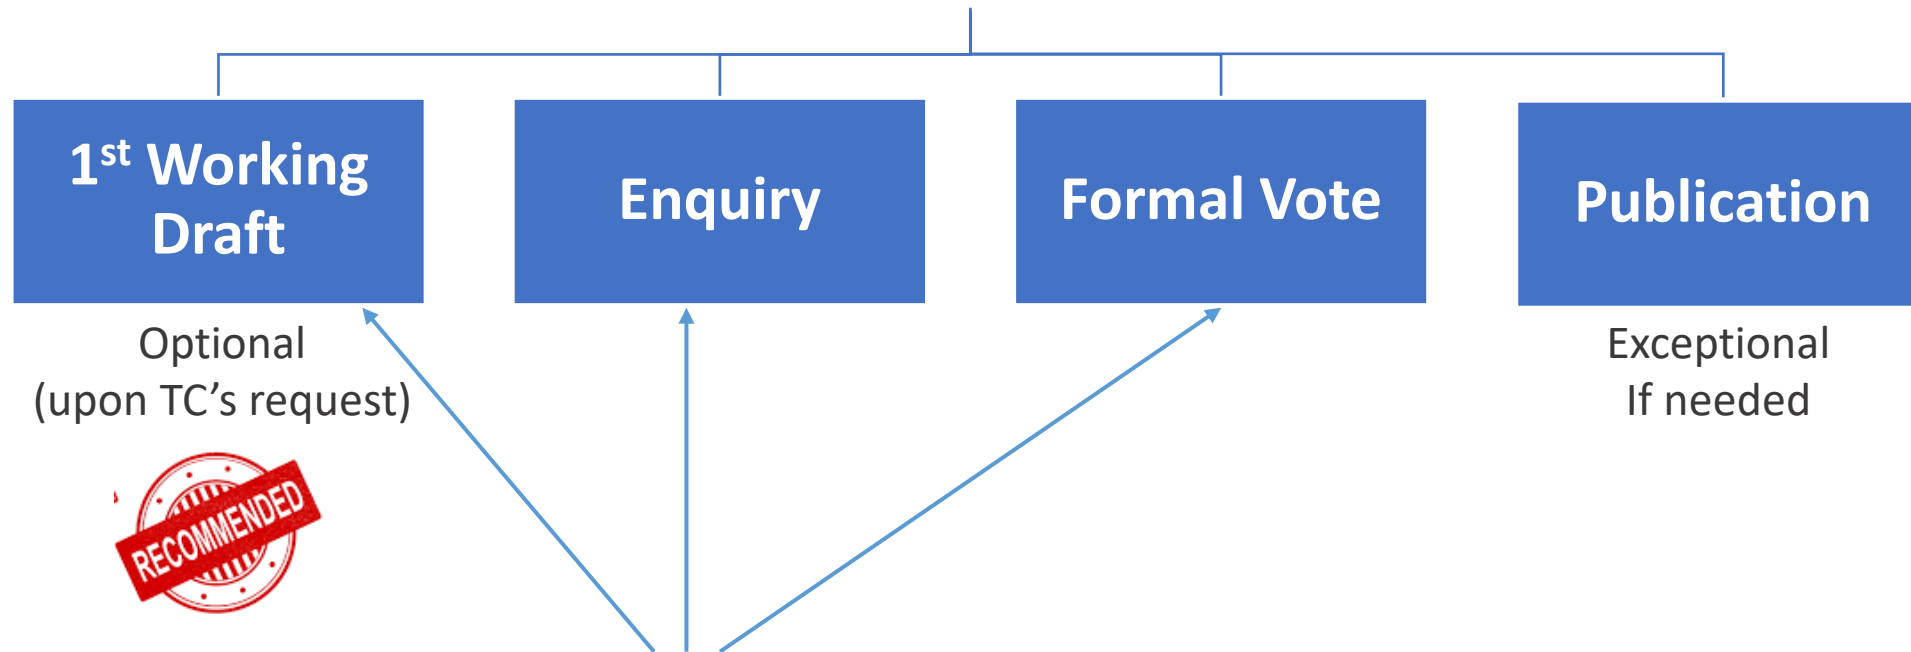 1st Working
Draft
Enquiry
Formal Vote
Publication
Optional
(upon TC’s request)
Exceptional
If needed
RECOMMENDED